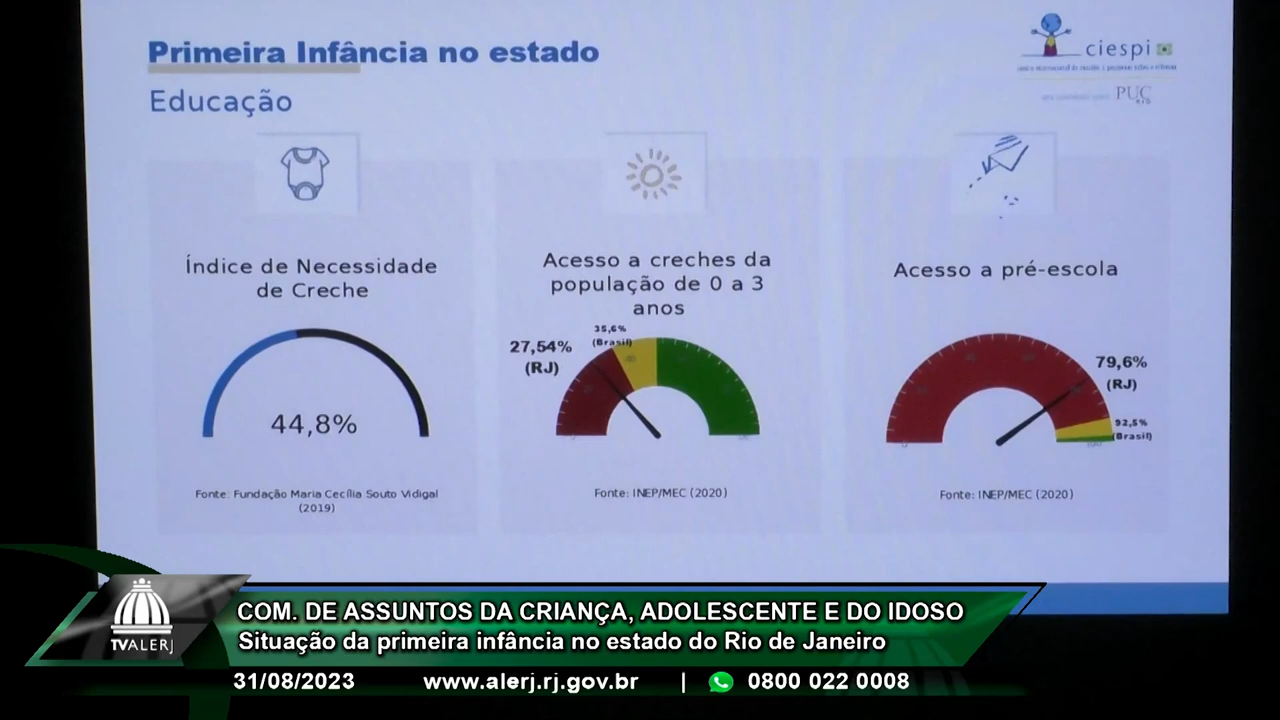 Primeira Infância no estado
Educação
ciespi
PUC
Índice de Necessidade
de Creche
44,8%
Fonte: Fundação Maria Cecília Souto Vidigal
(2019)
Acesso a creches da
população de 0 a 3
anos
35,6%
(Brasil)
27,54%
(RJ)
Fonte: INEP/MEC (2020)
Acesso a pré-escola
79,6%
(RJ)
92,5%
(Brasil)
Fonte: INEP/MEC (2020)
COM. DE ASSUNTOS DA CRIANÇA, ADOLESCENTE E DO IDOSO
Situação da primeira infância no estado do Rio de Janeiro
TVALERJ
31/08/2023 www.alerj.rj.gov.br | 0800 022 0008